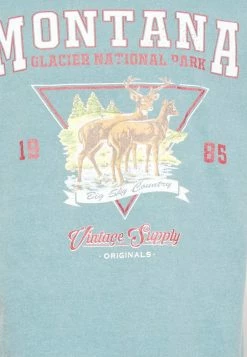 MONTANA
GLACIER NATIONAL PARK
19 85
Big Sky Country
Vintage Supply
· ORIGINALS ·